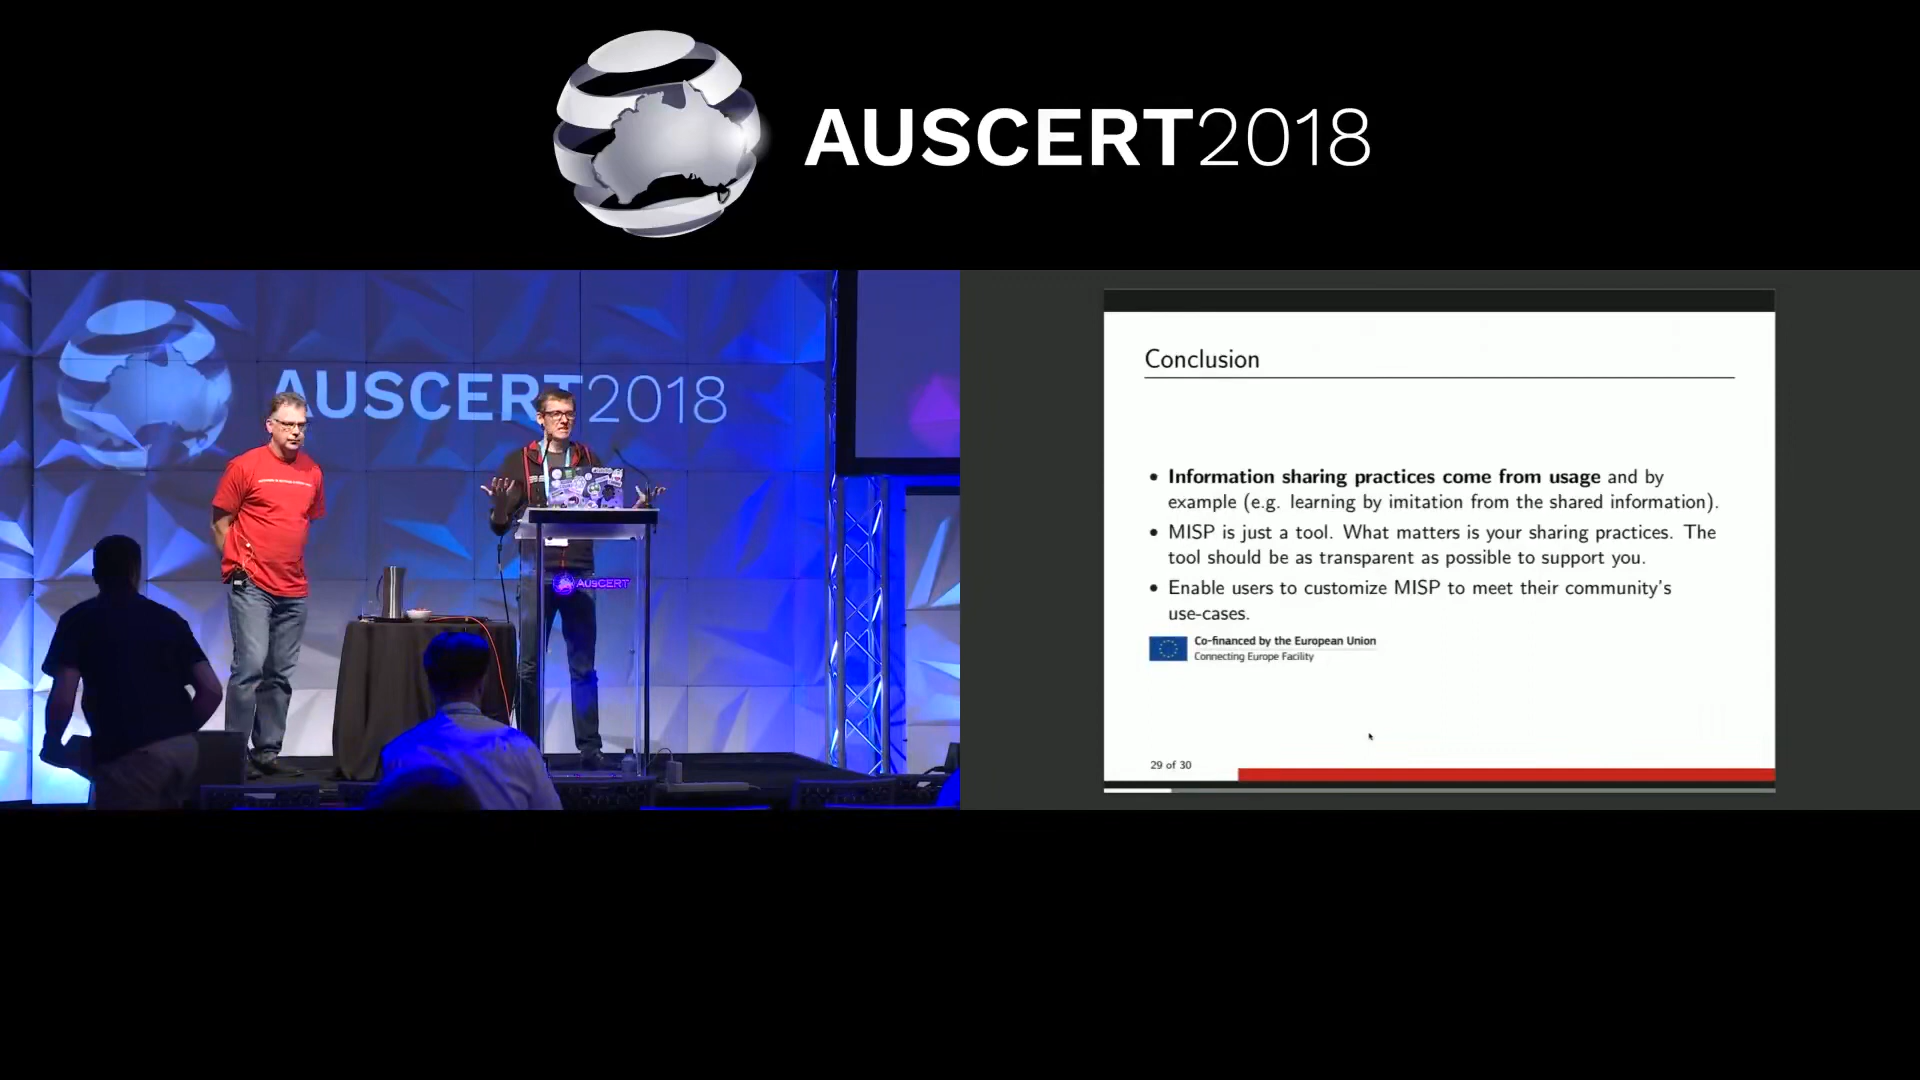 AUSCERT2018
AUSCERT2018
AUSCERT
Conclusion
• Information sharing practices come from usage and by
example (e.g. learning by imitation from the shared information).
• MISP is just a tool. What matters is your sharing practices. The
tool should be as transparent as possible to support you.
• Enable users to customize MISP to meet their community's
use-cases.
Co-financed by the European Union
Connecting Europe Facility
29 of 30